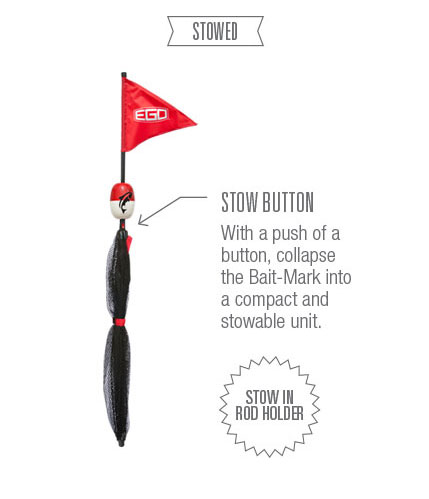 STOWED
EGO
STOW BUTTON
With a push of a
button, collapse
the Bait-Mark into
a compact and
stowable unit.
STOW IN
ROD HOLDER